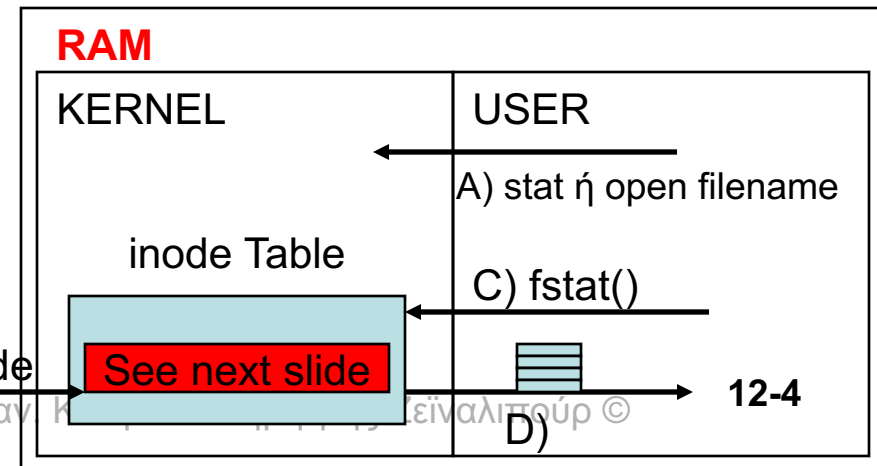 RAM
KERNEL
USER
A) stat ή open filename
inode Table
C) fstat()
See next slide
12-4
D)
©